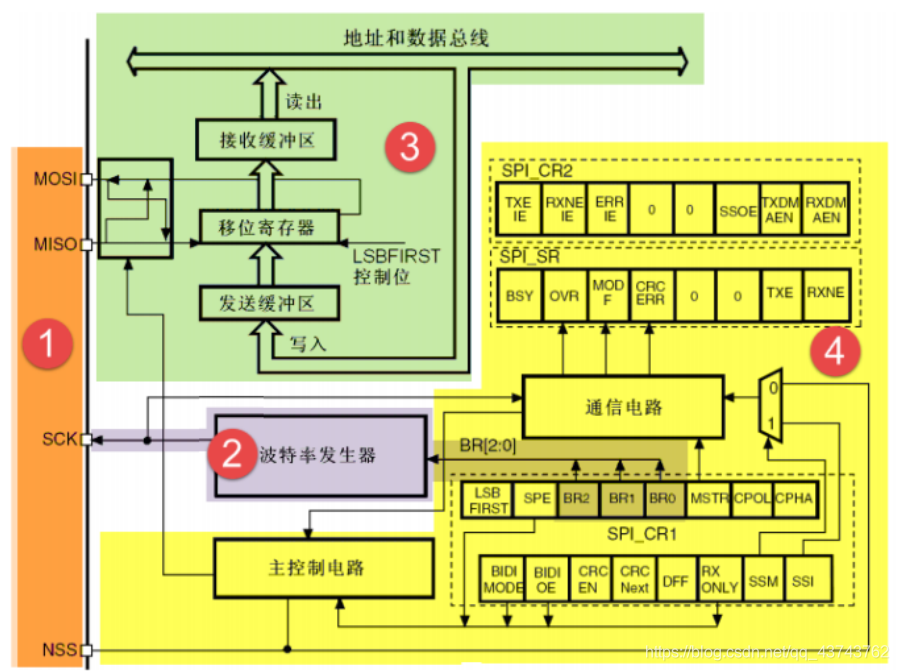 地址和数据总线
读出
接收缓冲区
3
MOSI
移位寄存器
MISO
LSBFIRST
控制位
发送缓冲区
写入
1
SPI_CR2
TXE
IE
RXNE
IE
ERR
IE
0
0
SSOE
TXDM
AEN
RXDM
AEN
SPI_SR
BSY
OVR
MOD
F
CRC
ERR
0
0
TXE
RXNE
4
0
1
通信电路
SCK
2
波特率发生器
BR[2:0]
LSB
FIRST
SPE
BR2
BR1
BR0
MSTR
CPOL
CPHA
SPI_CR1
主控制电路
BIDI
MODE
BIDI
OE
CRC
EN
CRC
Next
DFF
RX
ONLY
SSM
SSI
NSS
https://blog.csdn.net/qq_43743762